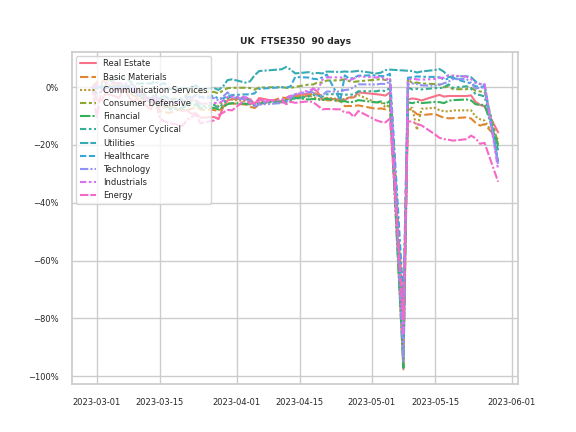 UK  FTSE350  90 days
Real Estate
Basic Materials
Communication Services
Consumer Defensive
Financial
Consumer Cyclical
Utilities
Healthcare
Technology
Industrials
Energy
0%
−20%
−40%
−60%
−80%
−100%
2023-03-01
2023-03-15
2023-04-01
2023-04-15
2023-05-01
2023-05-15
2023-06-01